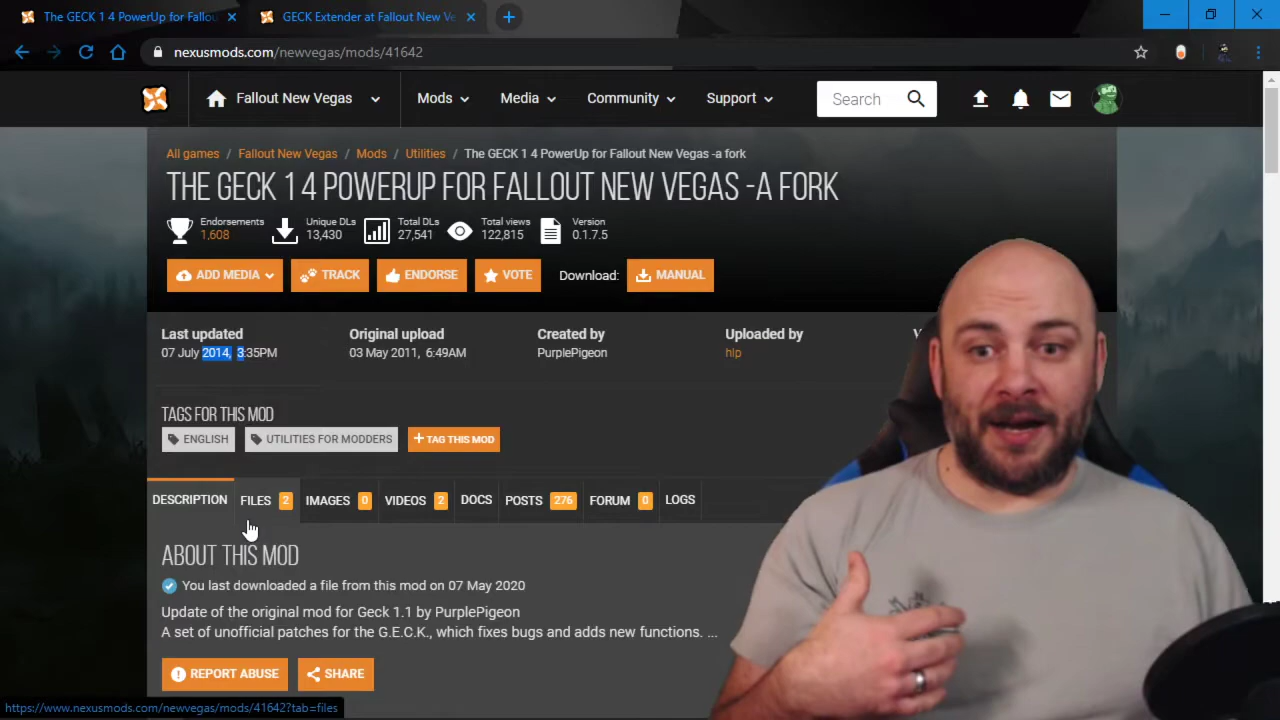 The GECK 1 4 PowerUp for Fallou
GECK Extender at Fallout New Ve
nexusmods.com/newvegas/mods/41642
Fallout New Vegas
Mods
Media
Community
Support
Search
All games / Fallout New Vegas / Mods / Utilities / The GECK 1 4 PowerUp for Fallout New Vegas -a fork
THE GECK 1 4 POWERUP FOR FALLOUT NEW VEGAS -A FORK
Endorsements
1,608
Unique DLs
13,430
Total DLs
27,541
Total views
122,815
Version
0.1.7.5
ADD MEDIA
TRACK
ENDORSE
VOTE
Download:
MANUAL
Last updated
07 July 2014, 3:35PM
Original upload
03 May 2011, 6:49AM
Created by
PurplePigeon
Uploaded by
hlp
TAGS FOR THIS MOD
ENGLISH
UTILITIES FOR MODDERS
+ TAG THIS MOD
DESCRIPTION
FILES 2
IMAGES 0
VIDEOS 2
DOCS
POSTS 276
FORUM 0
LOGS
ABOUT THIS MOD
You last downloaded a file from this mod on 07 May 2020
Update of the original mod for Geck 1.1 by PurplePigeon
A set of unofficial patches for the G.E.C.K., which fixes bugs and adds new functions. ...
REPORT ABUSE
SHARE
https://www.nexusmods.com/newvegas/mods/41642?tab=files